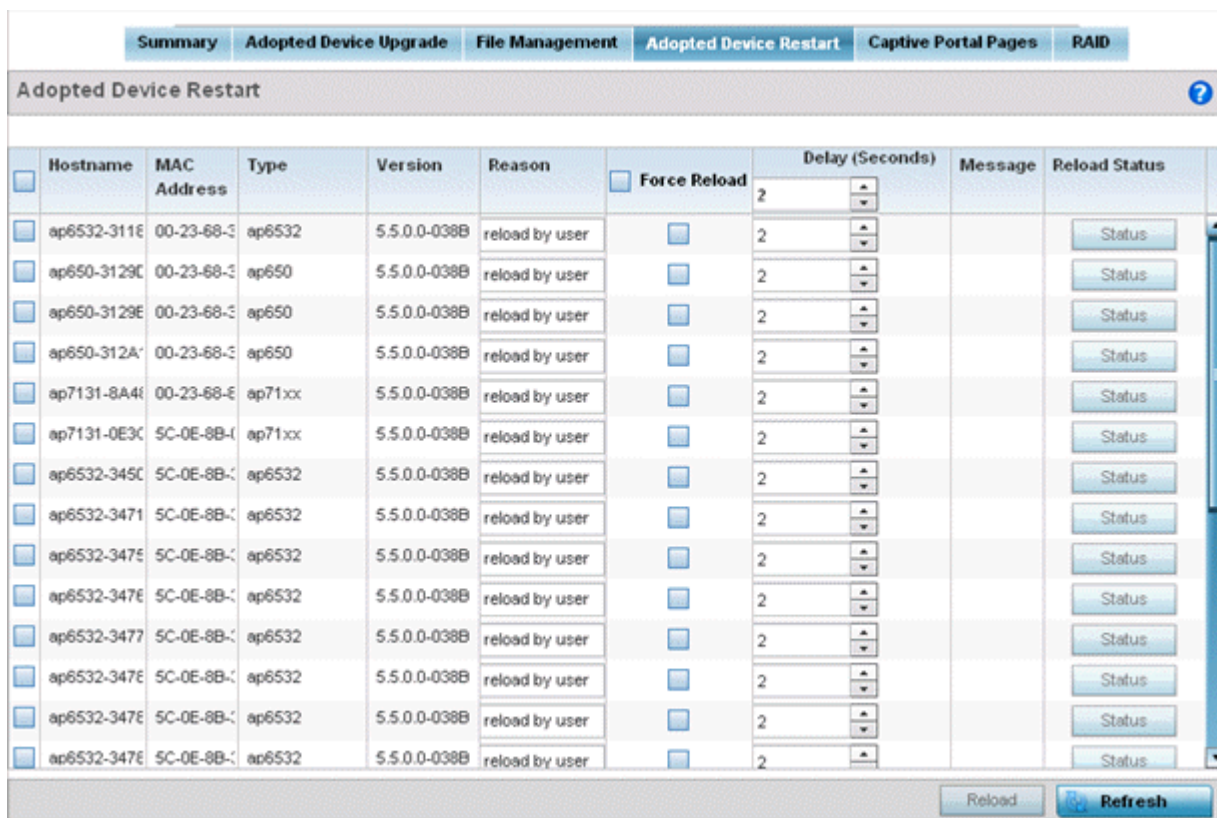 Summary Adopted Device Upgrade File Management Adopted Device Restart Captive Portal Pages RAID
Adopted Device Restart
Hostname MAC Address Type Version Reason Force Reload Delay (Seconds) Message Reload Status
2
ap6532-3118 00-23-68-3 ap6532 5.5.0.0-038B reload by user 2 Status
ap650-3129D 00-23-68-3 ap650 5.5.0.0-038B reload by user 2 Status
ap650-3129E 00-23-68-3 ap650 5.5.0.0-038B reload by user 2 Status
ap650-312A 00-23-68-3 ap650 5.5.0.0-038B reload by user 2 Status
ap7131-8A48 00-23-68-8 ap71xx 5.5.0.0-038B reload by user 2 Status
ap7131-0E3C 5C-0E-8B-0 ap71xx 5.5.0.0-038B reload by user 2 Status
ap6532-345D 5C-0E-8B-3 ap6532 5.5.0.0-038B reload by user 2 Status
ap6532-3471 5C-0E-8B-3 ap6532 5.5.0.0-038B reload by user 2 Status
ap6532-3475 5C-0E-8B-3 ap6532 5.5.0.0-038B reload by user 2 Status
ap6532-347 5C-0E-8B-3 ap6532 5.5.0.0-038B reload by user 2 Status
ap6532-3477 5C-0E-8B-3 ap6532 5.5.0.0-038B reload by user 2 Status
ap6532-347 5C-0E-8B-3 ap6532 5.5.0.0-038B reload by user 2 Status
ap6532-347 5C-0E-8B-3 ap6532 5.5.0.0-038B reload by user 2 Status
ap6532-347 5C-0E-8B-3 ap6532 5.5.0.0-038B reload by user 2 Status
Reload Refresh